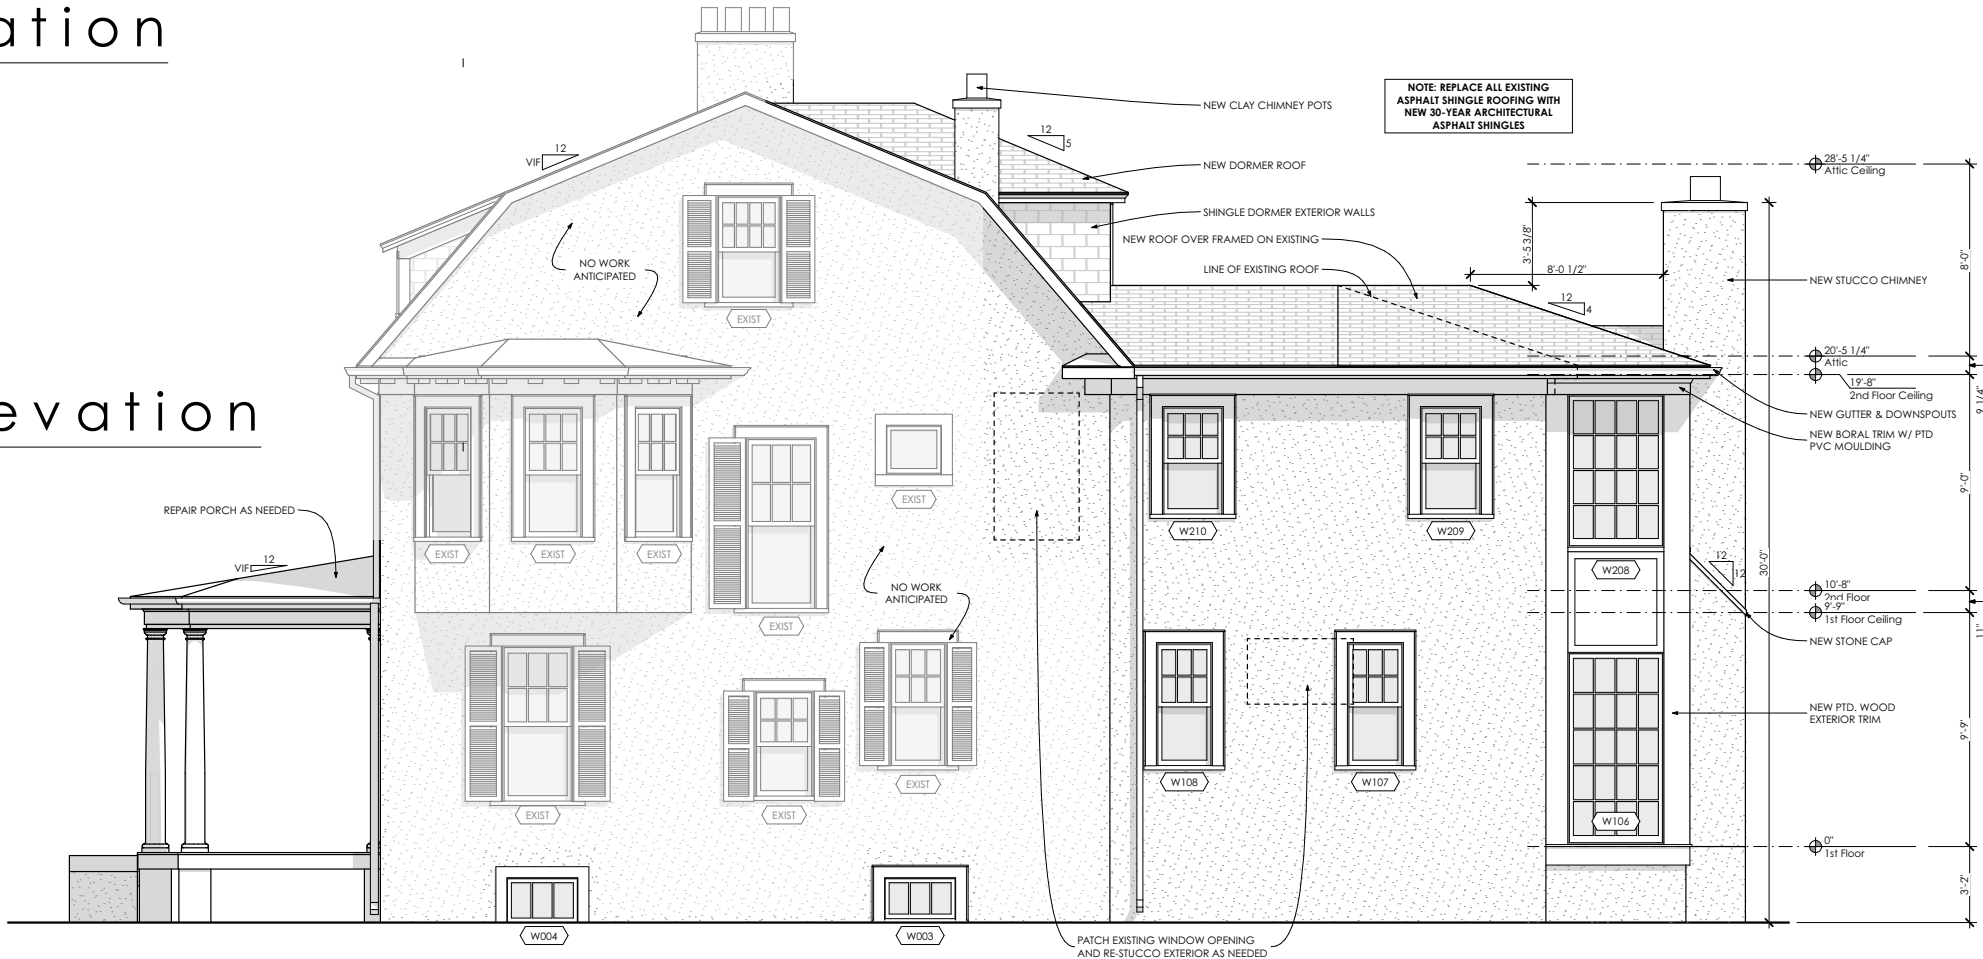 ation
evation
NEW CLAY CHIMNEY POTS
NOTE: REPLACE ALL EXISTING
ASPHALT SHINGLE ROOFING WITH
NEW 30-YEAR ARCHITECTURAL
ASPHALT SHINGLES
12
5
12
VIF
NEW DORMER ROOF
28'-5 1/4"
Attic Ceiling
SHINGLE DORMER EXTERIOR WALLS
NEW ROOF OVER FRAMED ON EXISTING
LINE OF EXISTING ROOF
3'-5 3/8"
8'-0 1/2"
8'-0"
NO WORK
ANTICIPATED
NEW STUCCO CHIMNEY
12
4
EXIST
20'-5 1/4"
Attic
19'-8"
2nd Floor Ceiling
9 1/4"
NEW GUTTER & DOWNSPOUTS
NEW BORAL TRIM W/ PTD
PVC MOULDING
9'-0"
EXIST
REPAIR PORCH AS NEEDED
W210
W209
EXIST
EXIST
EXIST
12
VIF
W208
12
12
30'-0"
10'-8"
2nd Floor
9'-9"
1st Floor Ceiling
11"
NO WORK
ANTICIPATED
EXIST
NEW STONE CAP
NEW PTD. WOOD
EXTERIOR TRIM
9'-9"
EXIST
W108
W107
EXIST
EXIST
W106
0"
1st Floor
3'-2"
W004
W003
PATCH EXISTING WINDOW OPENING
AND RE-STUCCO EXTERIOR AS NEEDED